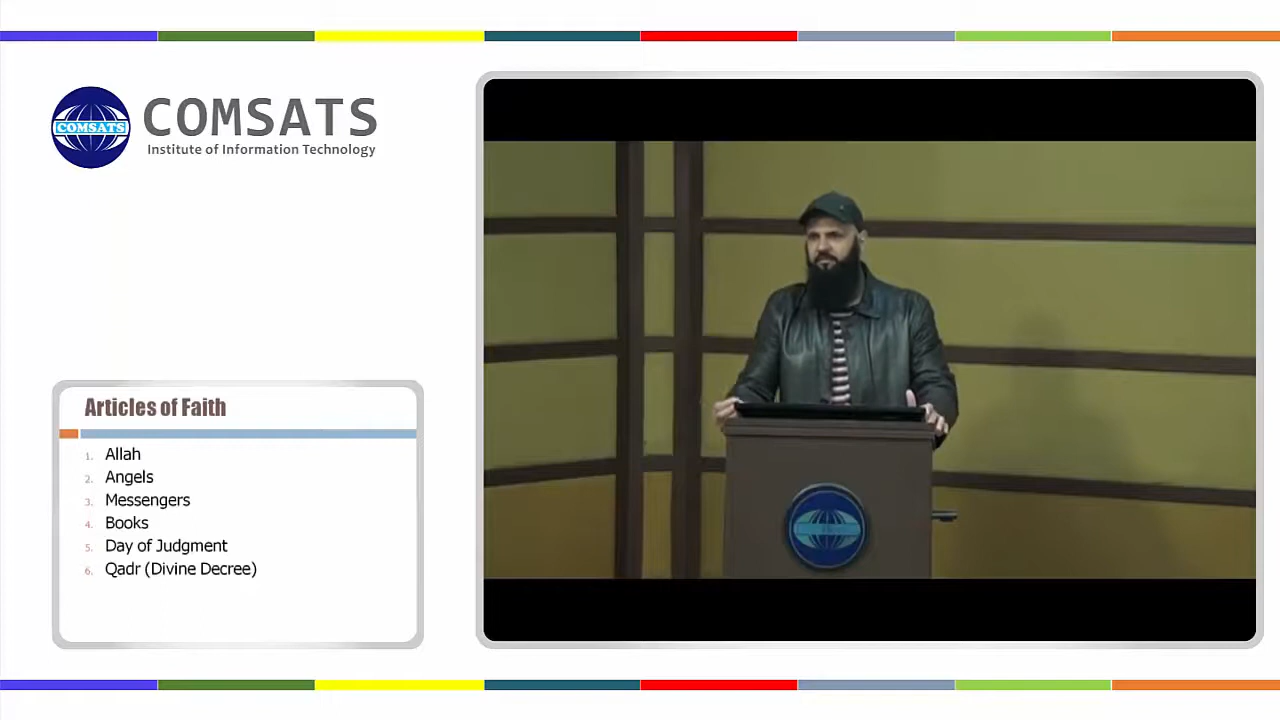 COMSATS
COMSATS
Institute of Information Technology
Articles of Faith
1. Allah
2. Angels
3. Messengers
4. Books
5. Day of Judgment
6. Qadr (Divine Decree)